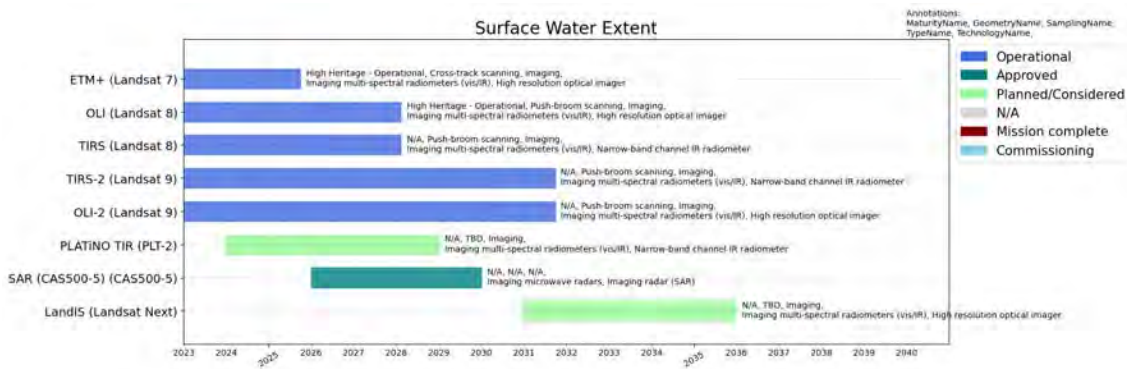 Surface Water Extent
Annotations:
MaturityName, GeometryName, SamplingName,
TypeName, TechnologyName,
Operational
Approved
Planned/Considered
N/A
Mission complete
Commissioning
ETM+ (Landsat 7)
High Heritage - Operational, Cross-track scanning, Imaging,
Imaging multi-spectral radiometers (vis/IR), High resolution optical imager
OLI (Landsat 8)
High Heritage - Operational, Push-broom scanning, Imaging,
Imaging multi-spectral radiometers (vis/IR), High resolution optical imager
TIRS (Landsat 8)
N/A, Push-broom scanning, Imaging,
Imaging multi-spectral radiometers (vis/IR), Narrow-band channel IR radiometer
TIRS-2 (Landsat 9)
N/A, Push-broom scanning, Imaging,
Imaging multi-spectral radiometers (vis/IR), Narrow-band channel IR radiometer
OLI-2 (Landsat 9)
N/A, Push-broom scanning, Imaging,
Imaging multi-spectral radiometers (vis/IR), High resolution optical imager
PLATiNO TIR (PLT-2)
N/A, TBD, Imaging,
Imaging multi-spectral radiometers (vis/IR), Narrow-band channel IR radiometer
SAR (CAS500-5) (CAS500-5)
N/A, N/A, N/A,
Imaging microwave radars, Imaging radar (SAR)
LandIS (Landsat Next)
N/A, TBD, Imaging,
Imaging multi-spectral radiometers (vis/IR), High resolution optical imager
2023 2024 2025 2026 2027 2028 2029 2030 2031 2032 2033 2034 2035 2036 2037 2038 2039 2040